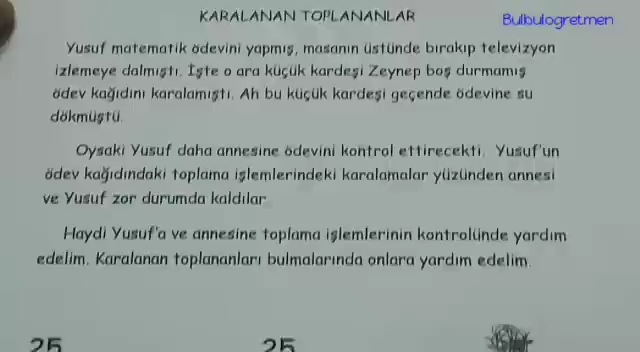 KARALANAN TOPLANANLAR
Bulbulogretmen
Yusuf matematik ödevini yapmış, masanın üstünde bırakıp televizyon
izlemeye dalmıştı. İşte o ara küçük kardeşi Zeynep boş durmamış
ödev kağıdını karalamıştı. Ah bu küçük kardeşi geçende ödevine su
dökmüştü.
Oysaki Yusuf daha annesine ödevini kontrol ettirecekti. Yusuf'un
ödev kağıdındaki toplama işlemlerindeki karalamalar yüzünden annesi
ve Yusuf zor durumda kaldılar.
Haydi Yusuf'a ve annesine toplama işlemlerinin kontrolünde yardım
edelim. Karalanan toplananları bulmalarında onlara yardım edelim.
25 25